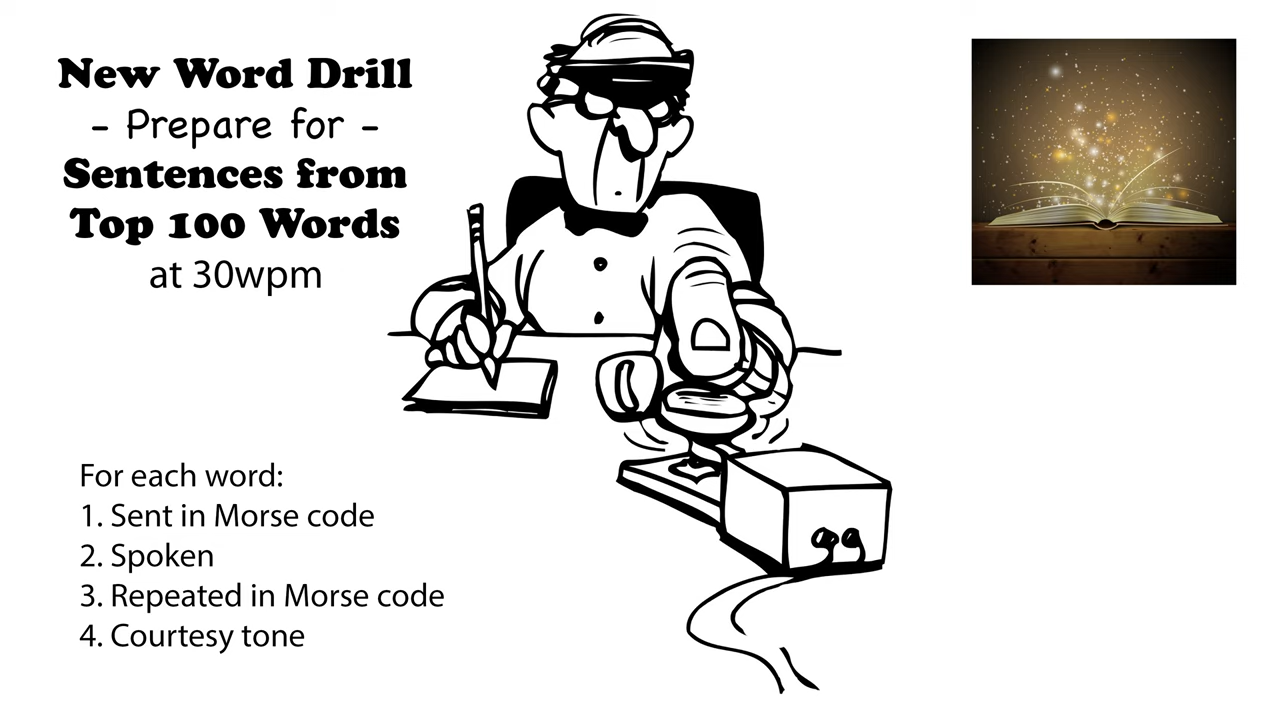 New Word Drill
- Prepare for -
Sentences from
Top 100 Words
at 30wpm
For each word:
1. Sent in Morse code
2. Spoken
3. Repeated in Morse code
4. Courtesy tone